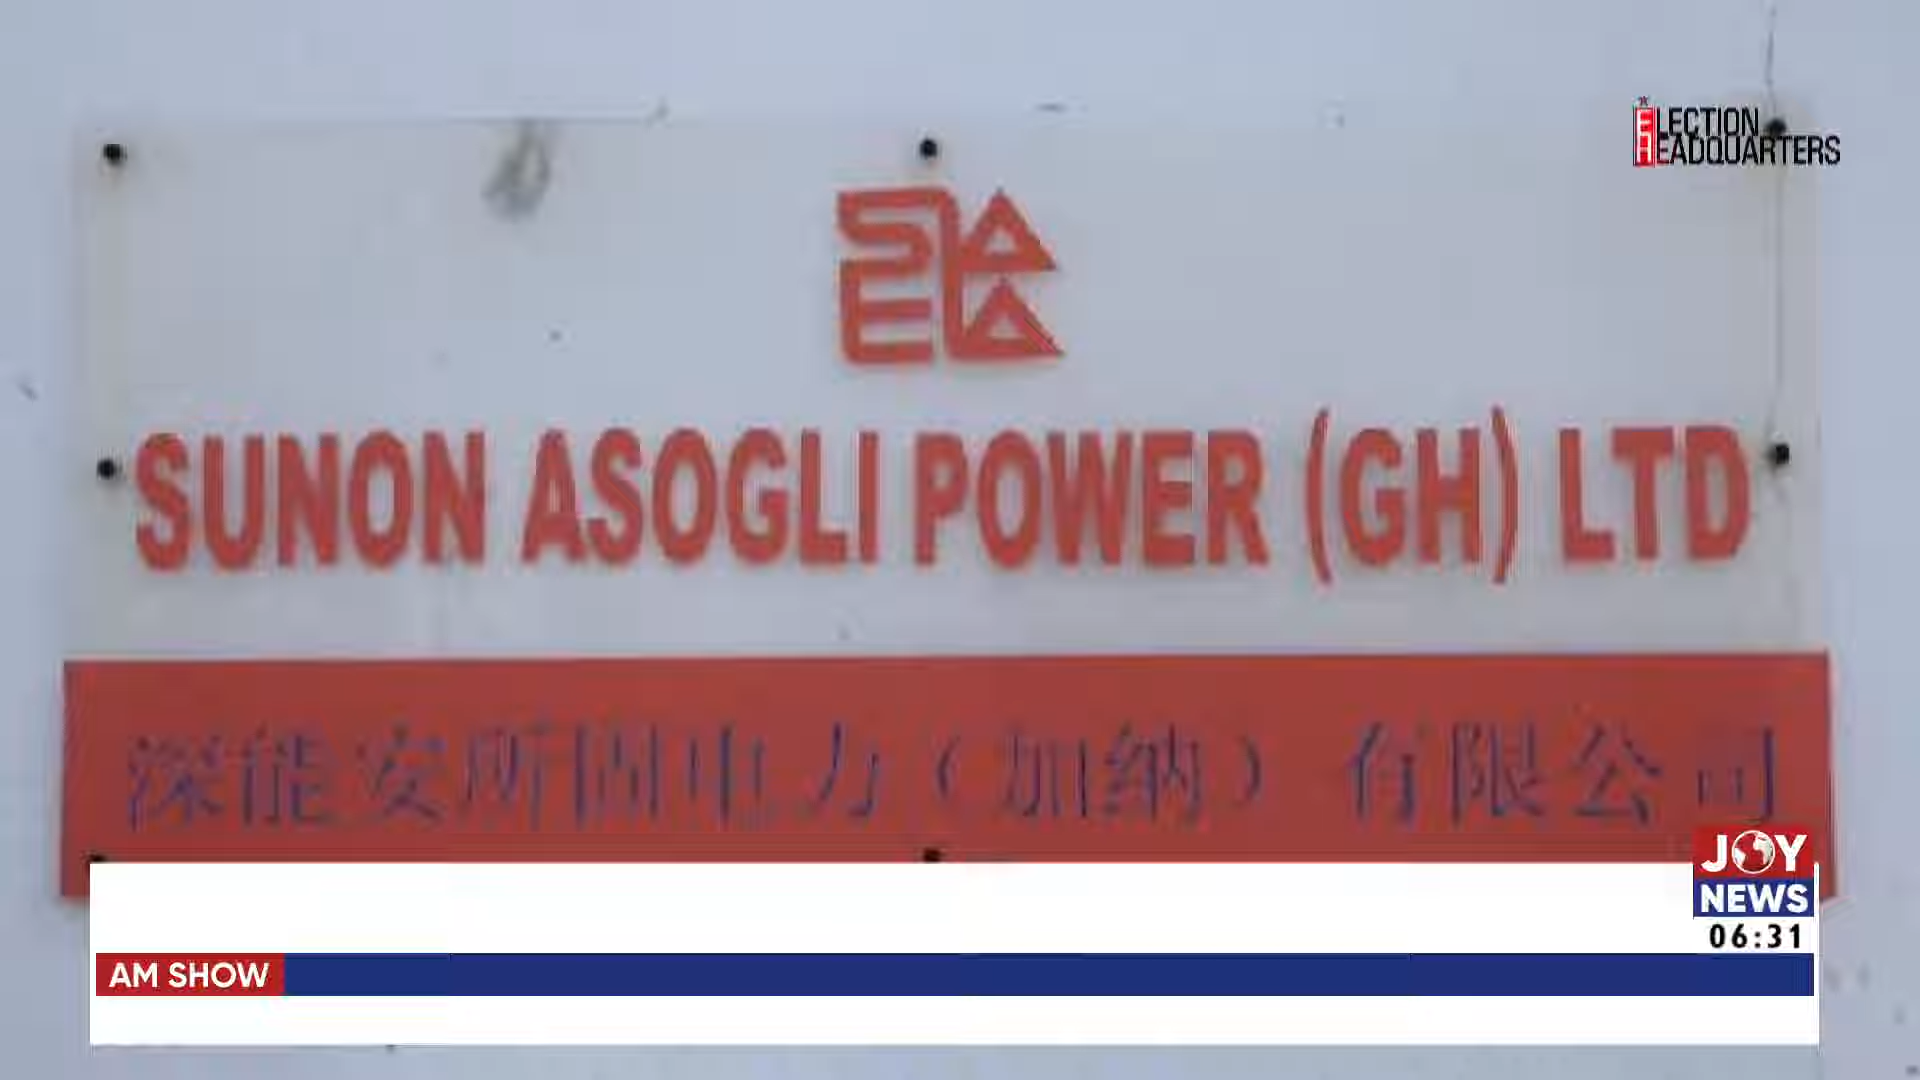 ELECTION
HEADQUARTERS
SUNON ASOGLI POWER (GH) LTD
深能安所固电力（加纳）有限公司
JOY
NEWS
06:31
AM SHOW